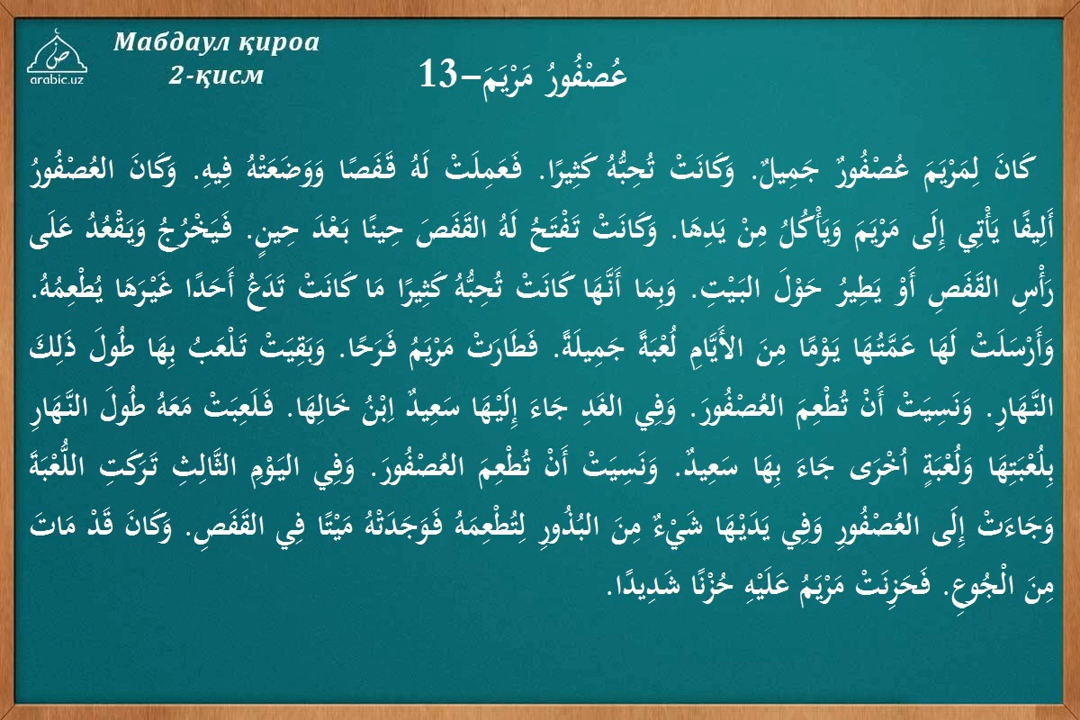 Мабдаул қироа
2-қисм
arabic.uz
13-عُصْفُورُ مَرْيَمَ
كَانَ لِمَرْيَمَ عُصْفُورٌ جَمِيلٌ. وَكَانَتْ تُحِبُّهُ كَثِيرًا. فَعَمِلَتْ لَهُ قَفَصًا وَوَضَعَتْهُ فِيهِ. وَكَانَ العُصْفُورُ
أَلِيفًا يَأْتِي إِلَى مَرْيَمَ وَيَأْكُلُ مِنْ يَدِهَا. وَكَانَتْ تَفْتَحُ لَهُ القَفَصَ حِينًا بَعْدَ حِينٍ. فَيَخْرُجُ وَيَقْعُدُ عَلَى
رَأْسِ القَفَصِ أَوْ يَطِيرُ حَوْلَ البَيْتِ. وَبِمَا أَنَّهَا كَانَتْ تُحِبُّهُ كَثِيرًا مَا كَانَتْ تَدَعُ أَحَدًا غَيْرَهَا يُطْعِمُهُ.
وَأَرْسَلَتْ لَهَا عَمَّتُهَا يَوْمًا مِنَ الأَيَّامِ لُعْبَةً جَمِيلَةً. فَطَارَتْ مَرْيَمُ فَرَحًا. وَبَقِيَتْ تَلْعَبُ بِهَا طُولَ ذَلِكَ
النَّهَارِ. وَنَسِيَتْ أَنْ تُطْعِمَ العُصْفُورَ. وَفِي الغَدِ جَاءَ إِلَيْهَا سَعِيدٌ اِبْنُ خَالِهَا. فَلَعِبَتْ مَعَهُ طُولَ النَّهَارِ
بِلُعْبَتِهَا وَلُعْبَةٍ اُخْرَى جَاءَ بِهَا سَعِيدٌ. وَنَسِيَتْ أَنْ تُطْعِمَ العُصْفُورَ. وَفِي اليَوْمِ الثَّالِثِ تَرَكَتِ اللُّعْبَةَ
وَجَاءَتْ إِلَى العُصْفُورِ وَفِي يَدَيْهَا شَيْءٌ مِنَ البُذُورِ لِتُطْعِمَهُ فَوَجَدَتْهُ مَيْتًا فِي القَفَصِ. وَكَانَ قَدْ مَاتَ
مِنَ الْجُوعِ. فَحَزِنَتْ مَرْيَمُ عَلَيْهِ حُزْنًا شَدِيدًا.